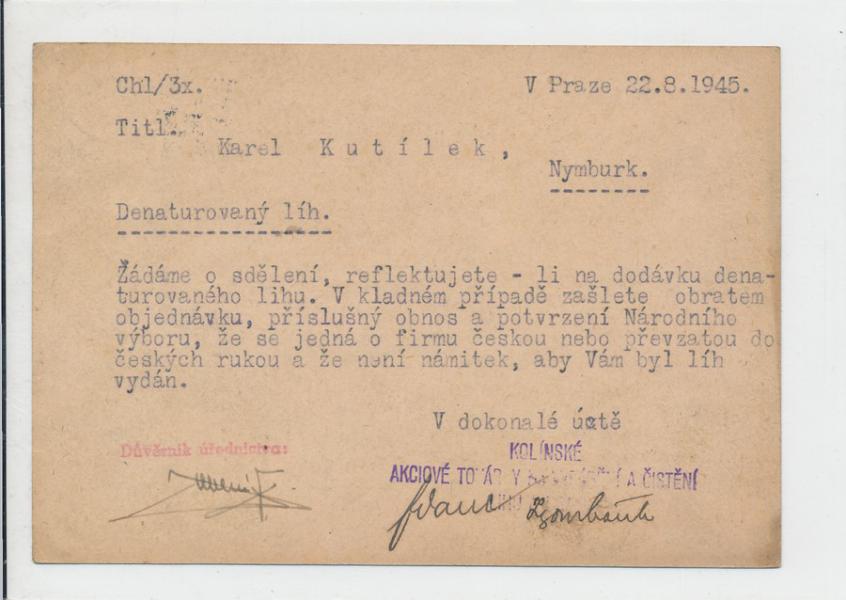 Chl/3x.
V Praze 22.8.1945.
Titl.
Karel Kutílek,
Nymburk.
Denaturovaný líh.
Žádáme o sdělení, reflektujete - li na dodávku dena-
turovaného lihu. V kladném případě zašlete obratem
objednávku, příslušný obnos a potvrzení Národního
výboru, že se jedná o firmu českou nebo převzatou do
českých rukou a že není námitek, aby Vám byl líh
vydán.
V dokonalé úctě
Důvěrník úřednictva:
KOLÍNSKÉ
AKCIOVÉ A ČISTĚNÍ